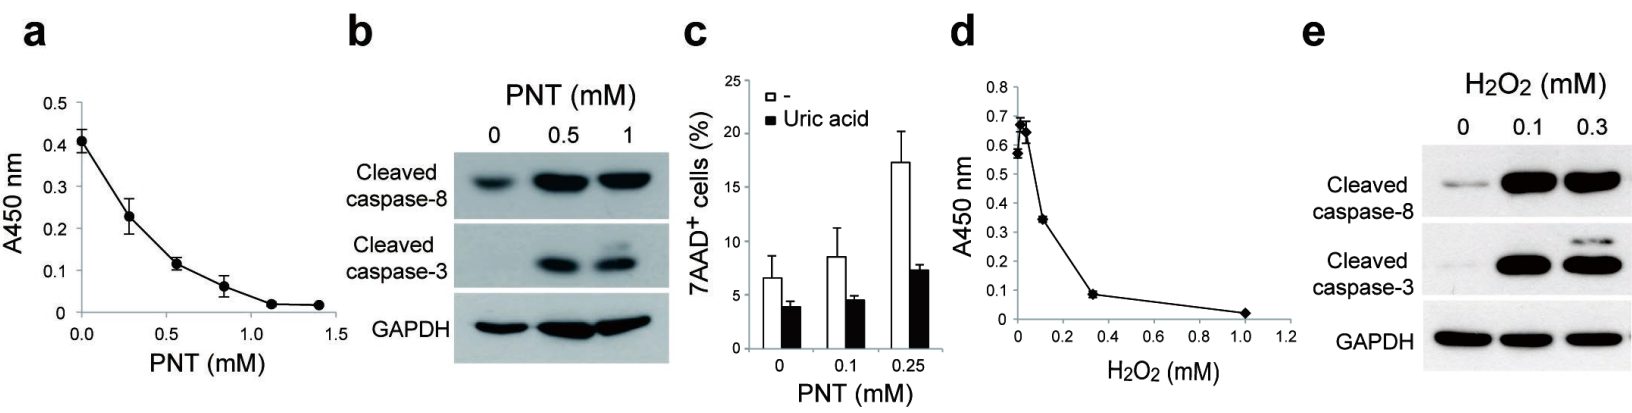 a
0.5
0.4
0.3
0.2
0.1
0
A450 nm
0.0 0.5 1.0 1.5
PNT (mM)
b
PNT (mM)
0 0.5 1
Cleaved
caspase-8
Cleaved
caspase-3
GAPDH
c
25
20
15
10
5
0
7AAD+ cells (%)
-
Uric acid
0 0.1 0.25
PNT (mM)
d
0.8
0.7
0.6
0.5
0.4
0.3
0.2
0.1
0
A450 nm
0 0.2 0.4 0.6 0.8 1.0 1.2
H2O2 (mM)
e
H2O2 (mM)
0 0.1 0.3
Cleaved
caspase-8
Cleaved
caspase-3
GAPDH